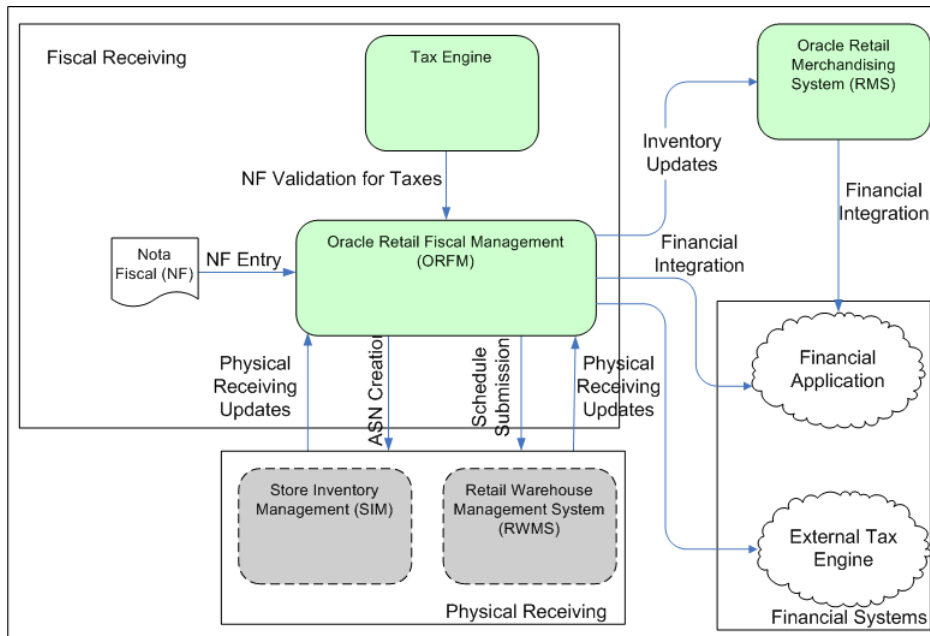 Fiscal Receiving
Tax Engine
Oracle Retail
Merchandising
System (RMS)
Inventory
Updates
NF Validation for Taxes
Financial
Integration
Nota
Fiscal (NF)
NF Entry
Oracle Retail Fiscal Management
(ORFM)
Financial
Integration
Physical
Receiving
Updates
ASN Creation
Schedule
Submission
Physical
Receiving
Updates
Financial
Application
Store Inventory
Management (SIM)
Retail Warehouse
Management System
(RWMS)
External Tax
Engine
Physical Receiving
Financial Systems